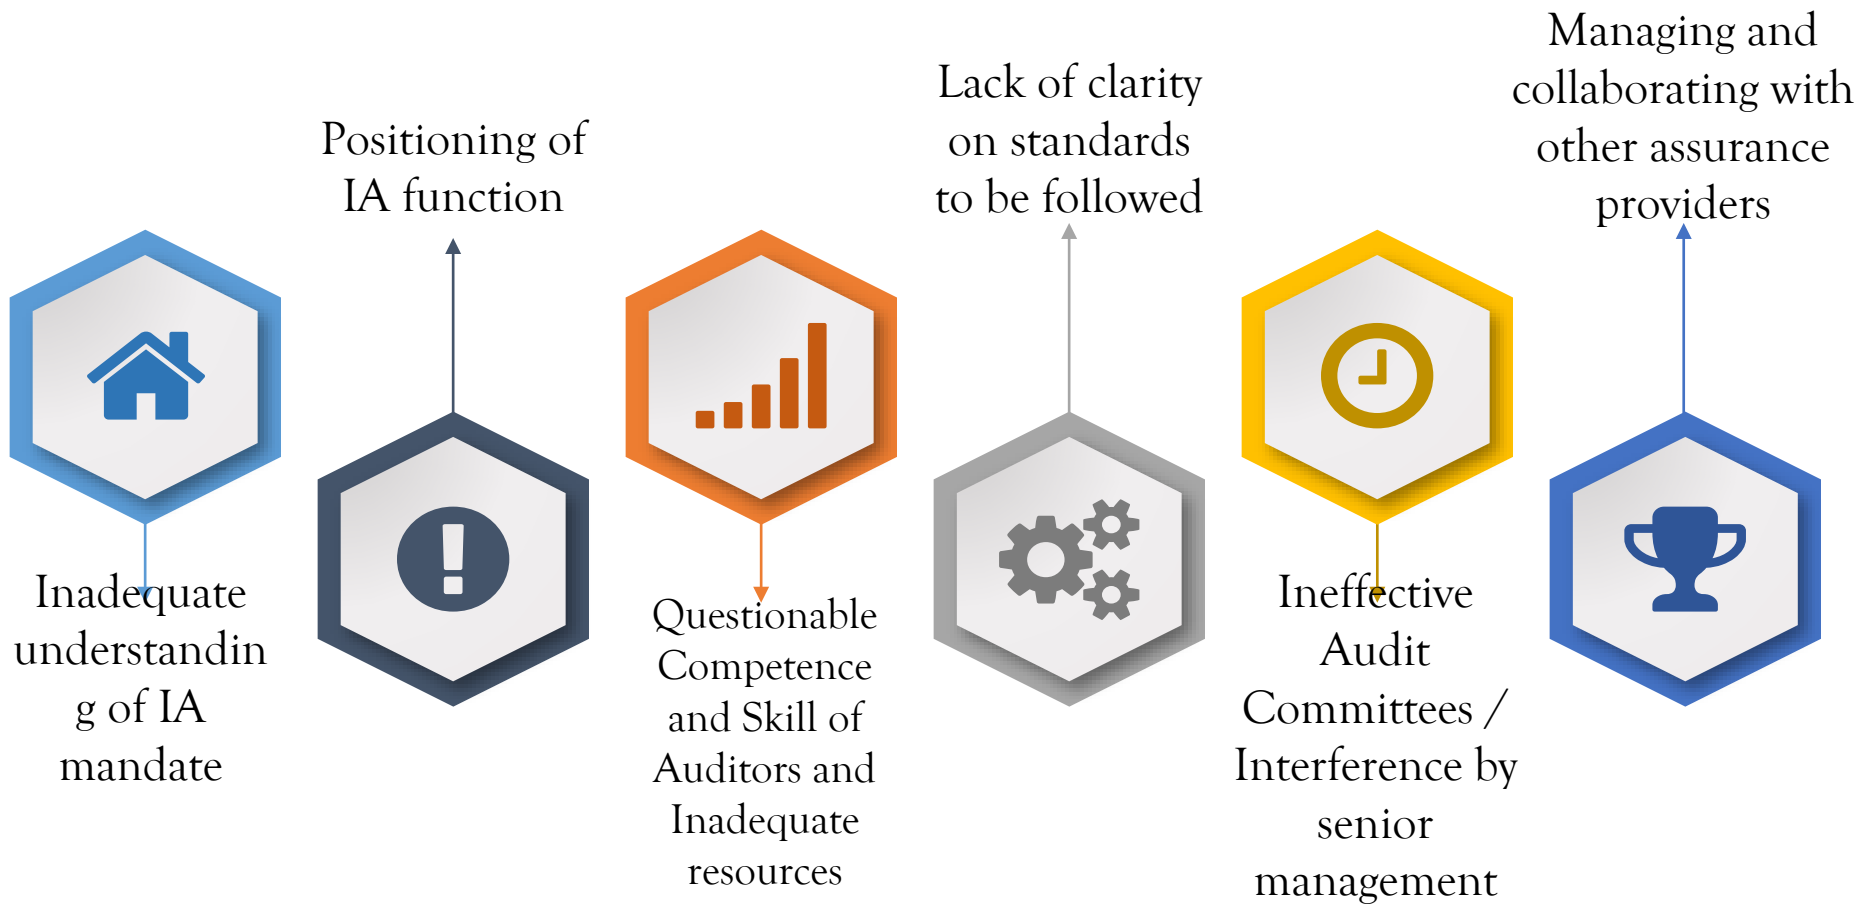 Inadequate
understandin
g of IA
mandate
Positioning of
IA function
Questionable
Competence
and Skill of
Auditors and
Inadequate
resources
Lack of clarity
on standards
to be followed
Ineffective
Audit
Committees /
Interference by
senior
management
Managing and
collaborating with
other assurance
providers